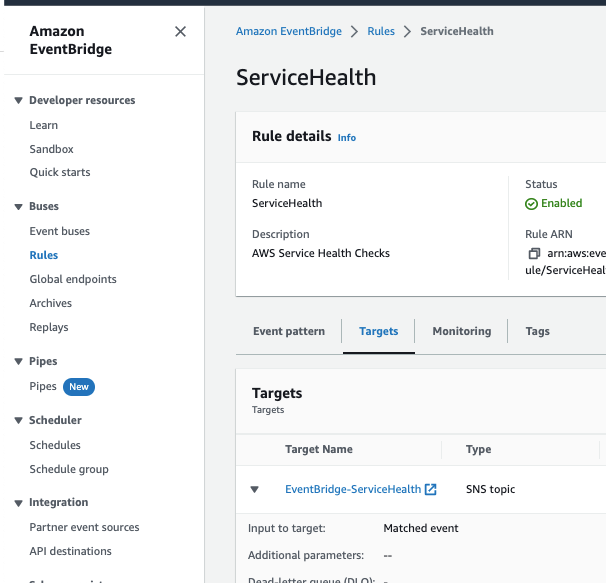 Amazon
EventBridge
Developer resources
Learn
Sandbox
Quick starts
Buses
Event buses
Rules
Global endpoints
Archives
Replays
Pipes
Pipes New
Scheduler
Schedules
Schedule group
Integration
Partner event sources
API destinations
Amazon EventBridge > Rules > ServiceHealth
ServiceHealth
Rule details Info
Rule name
ServiceHealth
Description
AWS Service Health Checks
Status
Enabled
Rule ARN
arn:aws:eve
ule/ServiceHeal
Event pattern Targets Monitoring Tags
Targets
Targets
Target Name Type
EventBridge-ServiceHealth SNS topic
Input to target: Matched event
Additional parameters: --
Dead-letter queue (DLQ): -